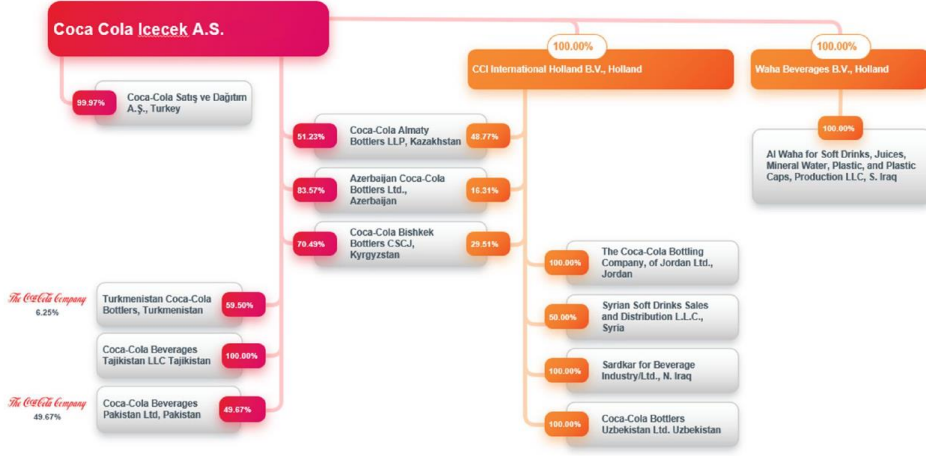 Coca Cola Icecek A.S.
100.00%
CCI International Holland B.V., Holland
100.00%
Waha Beverages B.V., Holland
99.97%
Coca-Cola Satış ve Dağıtım
A.Ş., Turkey
51.23%
Coca-Cola Almaty
Bottlers LLP, Kazakhstan
48.77%
100.00%
Al Waha for Soft Drinks, Juices,
Mineral Water, Plastic, and Plastic
Caps, Production LLC, S. Iraq
83.57%
Azerbaijan Coca-Cola
Bottlers Ltd.,
Azerbaijan
16.31%
70.49%
Coca-Cola Bishkek
Bottlers CSCJ,
Kyrgyzstan
29.51%
100.00%
The Coca-Cola Bottling
Company, of Jordan Ltd.,
Jordan
The Coca-Cola Company
6.25%
Turkmenistan Coca-Cola
Bottlers, Turkmenistan
59.50%
50.00%
Syrian Soft Drinks Sales
and Distribution L.L.C.,
Syria
Coca-Cola Beverages
Tajikistan LLC Tajikistan
100.00%
100.00%
Sardkar for Beverage
Industry/Ltd., N. Iraq
The Coca-Cola Company
49.67%
Coca-Cola Beverages
Pakistan Ltd, Pakistan
49.67%
100.00%
Coca-Cola Bottlers
Uzbekistan Ltd. Uzbekistan